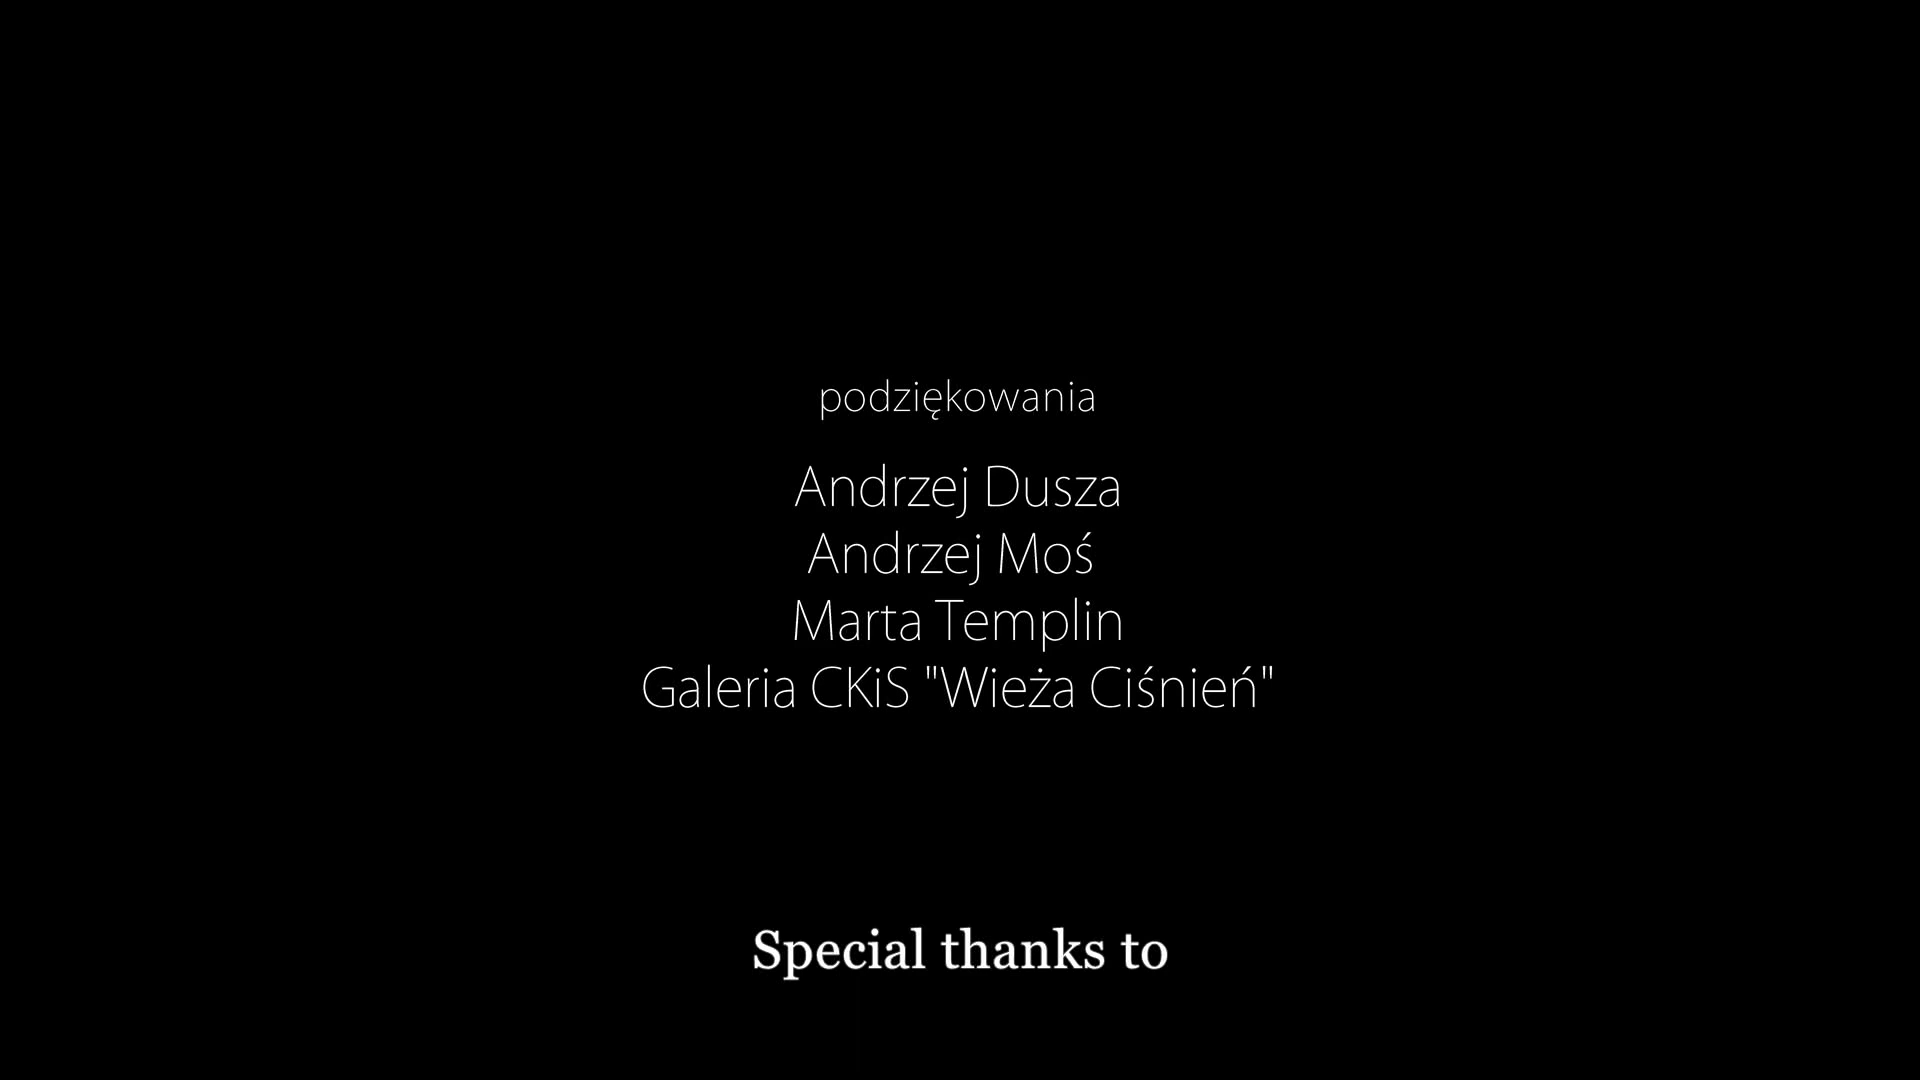 podziękowania
Andrzej Dusza
Andrzej Moś
Marta Templin
Galeria CKiS "Wieża Ciśnień"
Special thanks to